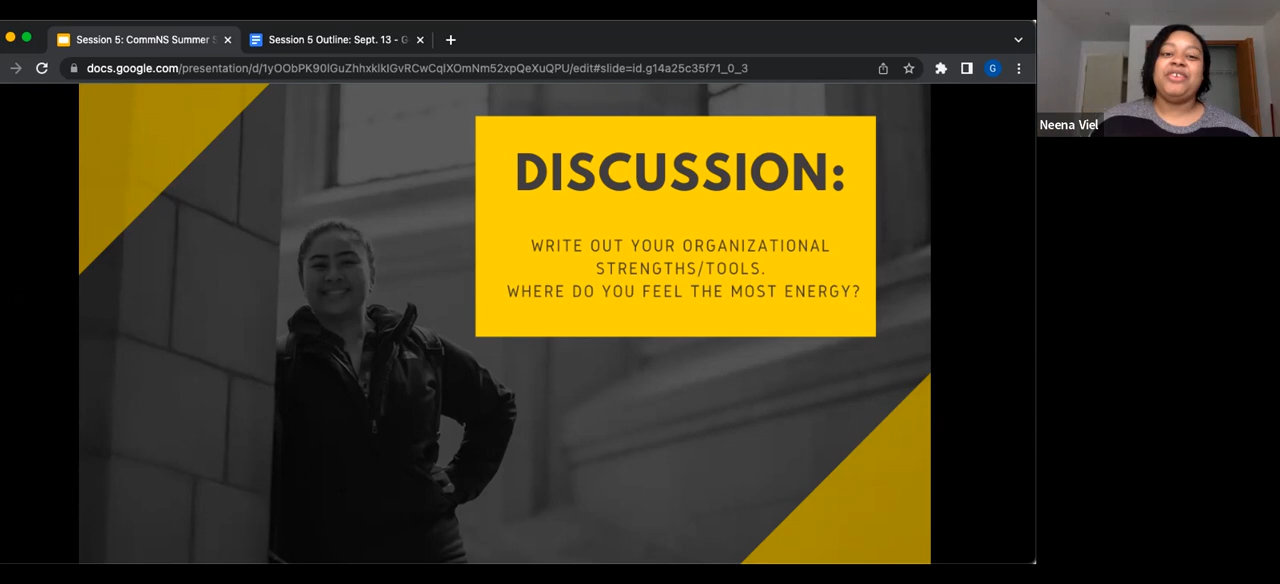 Session 5: CommNS Summer S
Session 5 Outline: Sept. 13 - G
docs.google.com/presentation/d/1yOObPK90IGuZhhxklklGvRCwCqlXOmNm52xpQeXuQPU/edit#slide=id.g14a25c35f71_0_3
G
Neena Viel
DISCUSSION:
WRITE OUT YOUR ORGANIZATIONAL
STRENGTHS/TOOLS.
WHERE DO YOU FEEL THE MOST ENERGY?